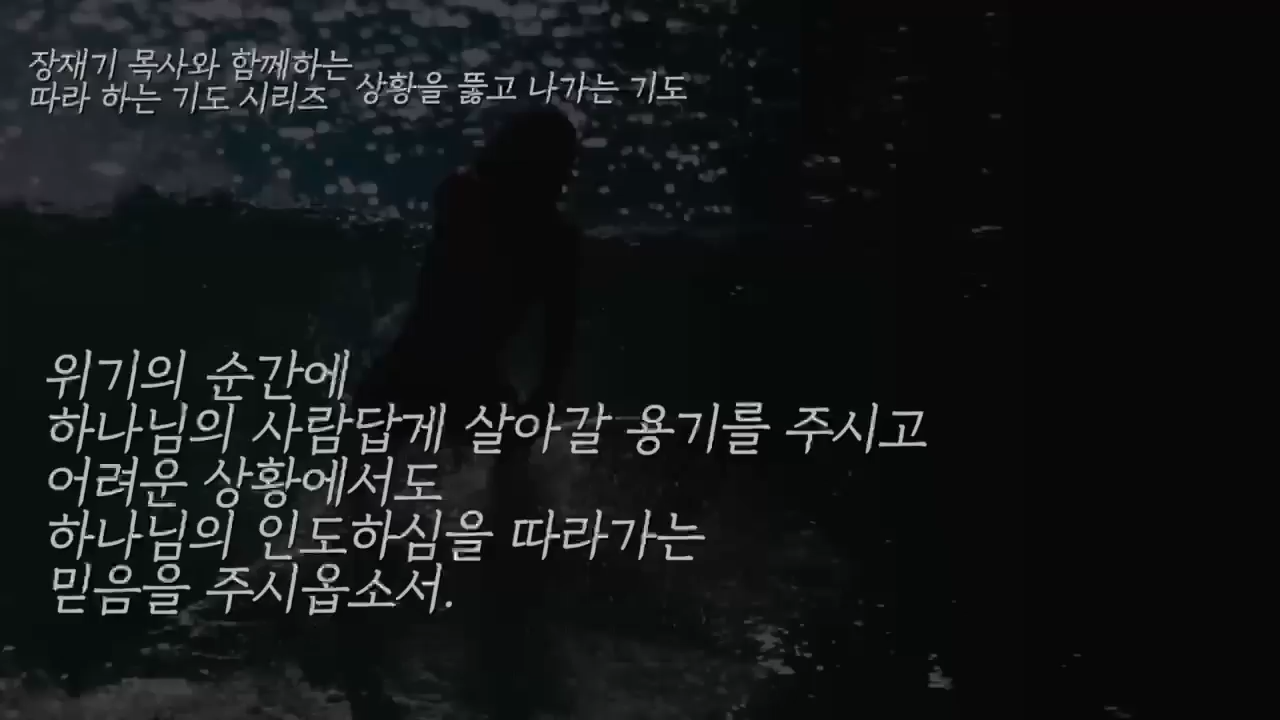 장재기 목사와 함께하는
따라 하는 기도 시리즈
상황을 뚫고 나가는 기도
위기의 순간에
하나님의 사람답게 살아갈 용기를 주시고
어려운 상황에서도
하나님의 인도하심을 따라가는
믿음을 주시옵소서.